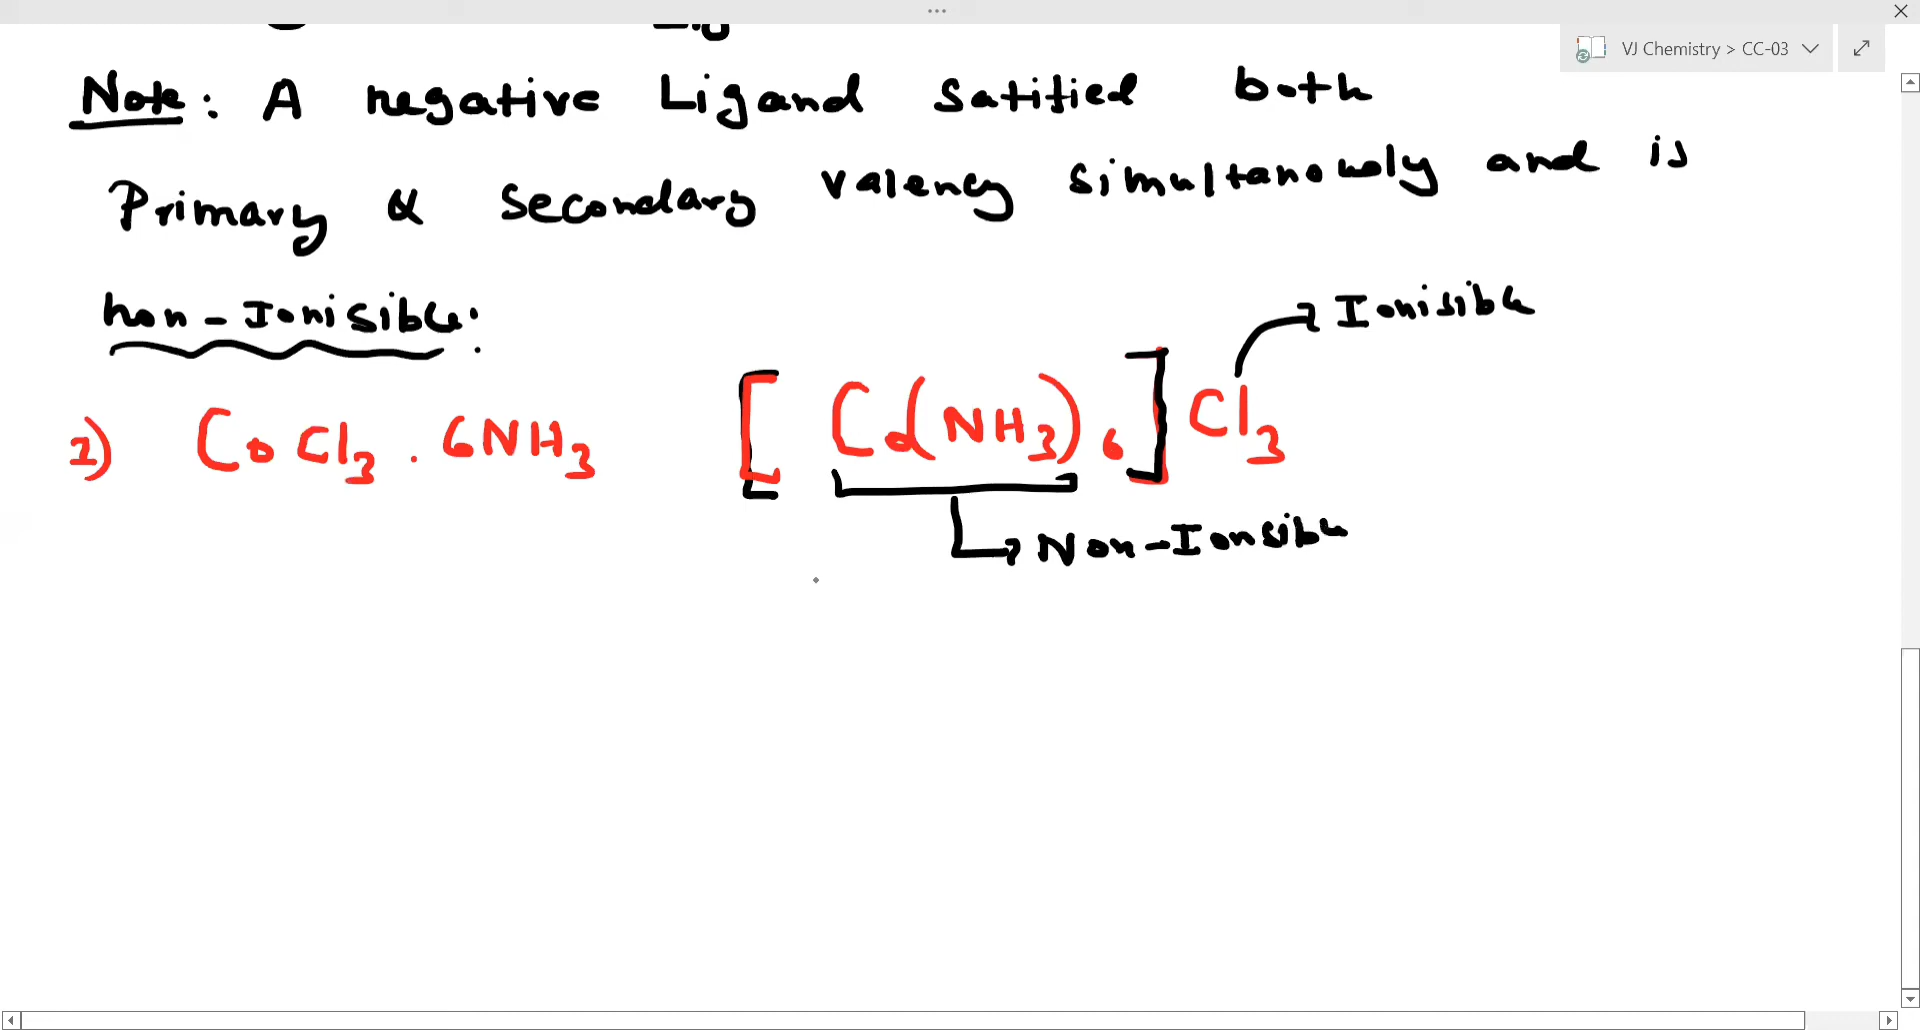 VJ Chemistry > CC-03
Note: A negative Ligand Satified both
Primary & Secondary valency simultanously and is
non-Ionisible:
Ionisible
1) CoCl3 . 6NH3 [Co(NH3)6]Cl3
Non-Ionsible